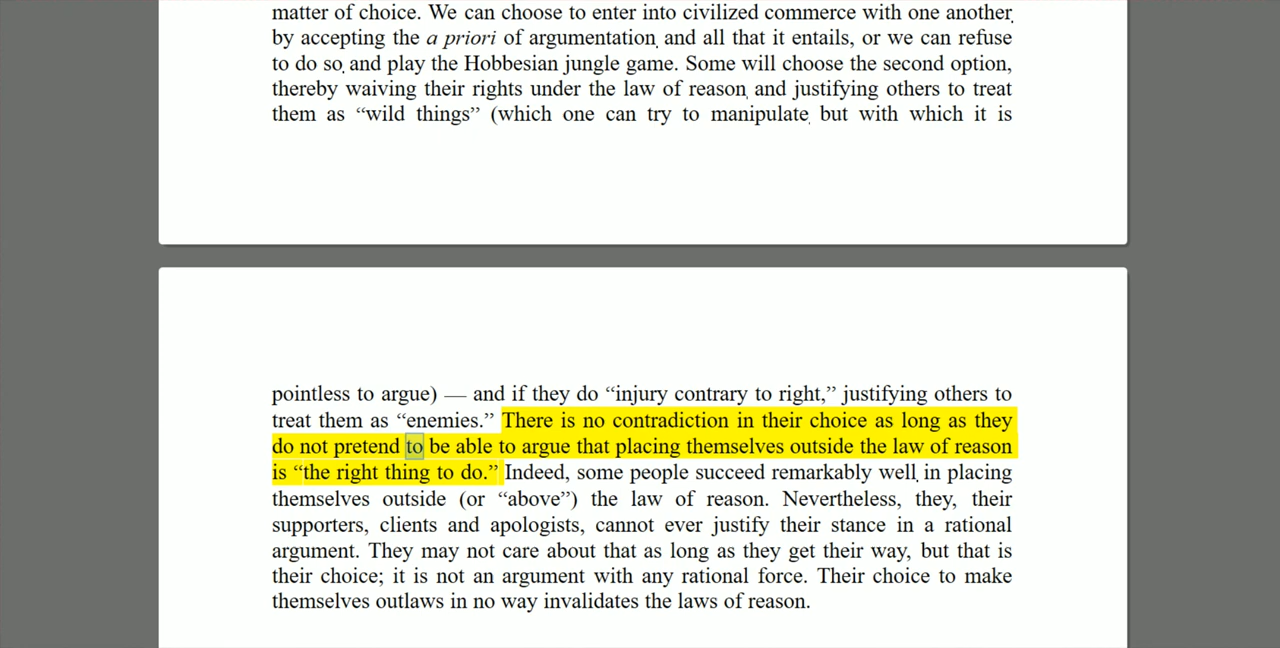 matter of choice. We can choose to enter into civilized commerce with one another,
by accepting the a priori of argumentation, and all that it entails, or we can refuse
to do so, and play the Hobbesian jungle game. Some will choose the second option,
thereby waiving their rights under the law of reason, and justifying others to treat
them as “wild things” (which one can try to manipulate, but with which it is
pointless to argue) — and if they do “injury contrary to right,” justifying others to
treat them as “enemies.” There is no contradiction in their choice as long as they
do not pretend to be able to argue that placing themselves outside the law of reason
is “the right thing to do.” Indeed, some people succeed remarkably well, in placing
themselves outside (or “above”) the law of reason. Nevertheless, they, their
supporters, clients and apologists, cannot ever justify their stance in a rational
argument. They may not care about that as long as they get their way, but that is
their choice; it is not an argument with any rational force. Their choice to make
themselves outlaws in no way invalidates the laws of reason.